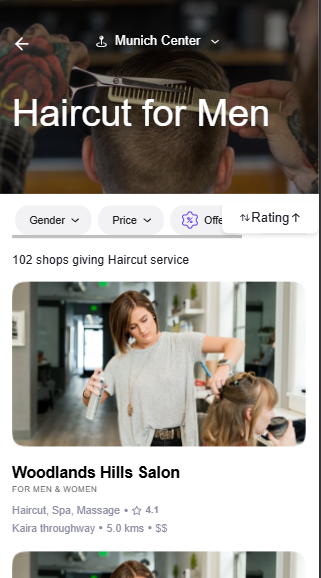 Munich Center
Haircut for Men
Gender
Price
Offe
Rating
102 shops giving Haircut service
Woodlands Hills Salon
FOR MEN & WOMEN
Haircut, Spa, Massage • 4.1
Kaira throughway • 5.0 kms • $$